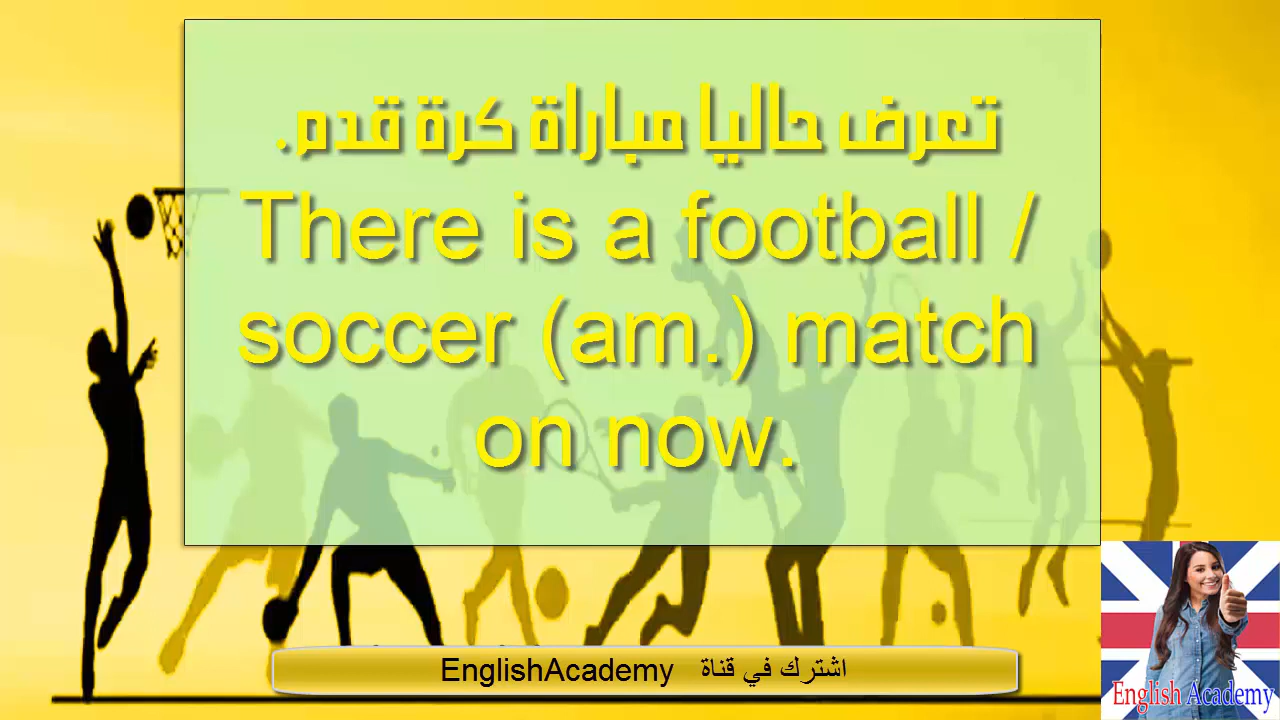 تعرض حاليا مباراة كرة قدم.
There is a football /
soccer (am.) match
on now.
اشترك في قناة EnglishAcademy
English Academy